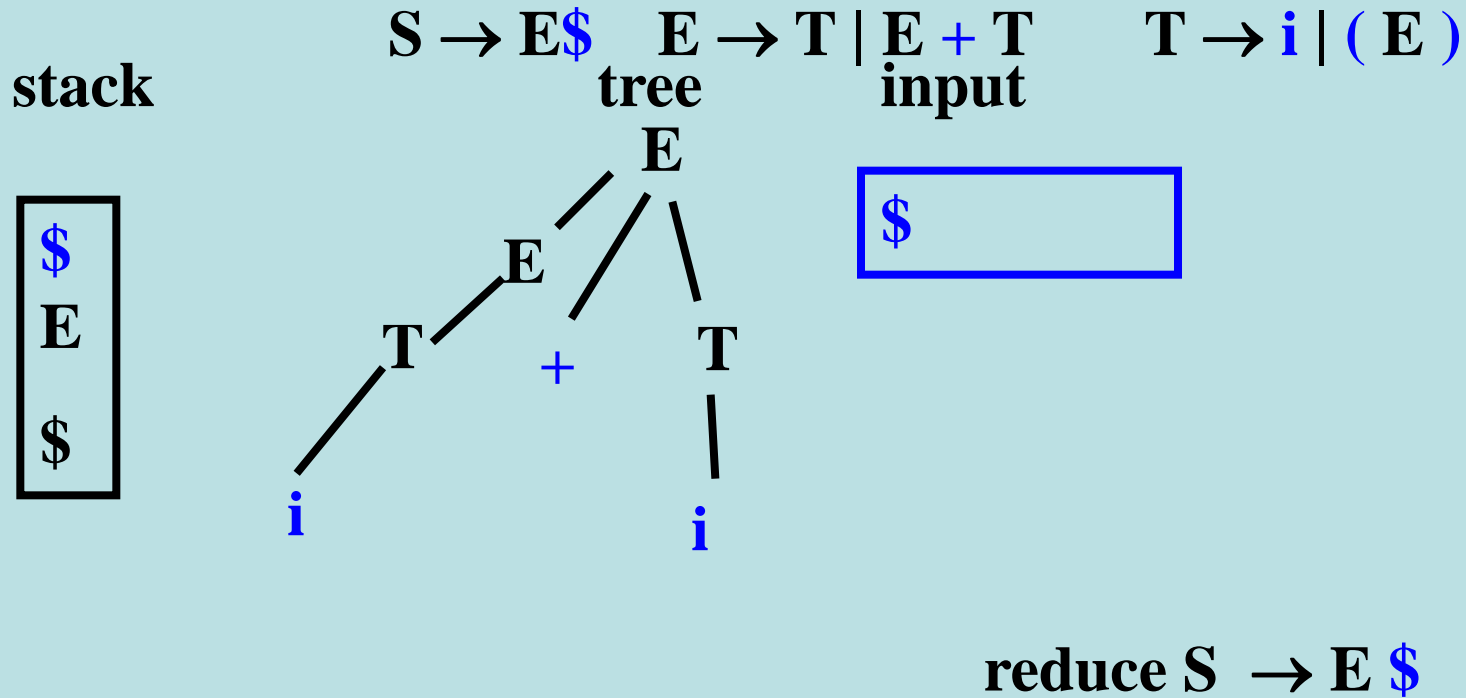 S → E$ E → T | E + T T → i | ( E )
stack tree input
E
$
$
E
E
T
+
T
$
i
i
reduce S → E $